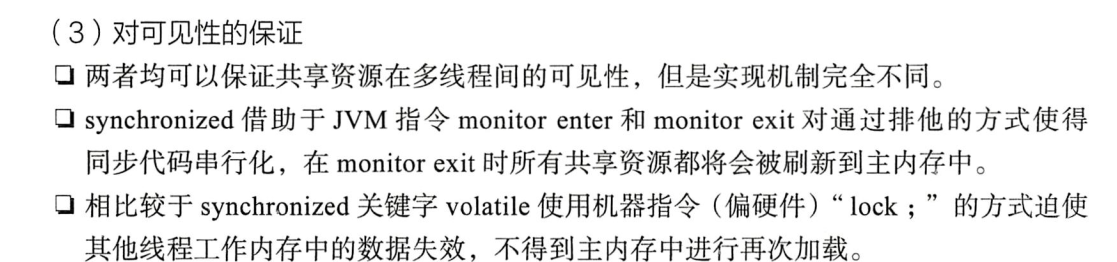 （3）对可见性的保证
❏ 两者均可以保证共享资源在多线程间的可见性，但是实现机制完全不同。
❏ synchronized 借助于 JVM 指令 monitor enter 和 monitor exit 对通过排他的方式使得
同步代码串行化，在 monitor exit 时所有共享资源都将会被刷新到主内存中。
❏ 相比较于 synchronized 关键字 volatile 使用机器指令（偏硬件）“lock；”的方式迫使
其他线程工作内存中的数据失效，不得到主内存中进行再次加载。